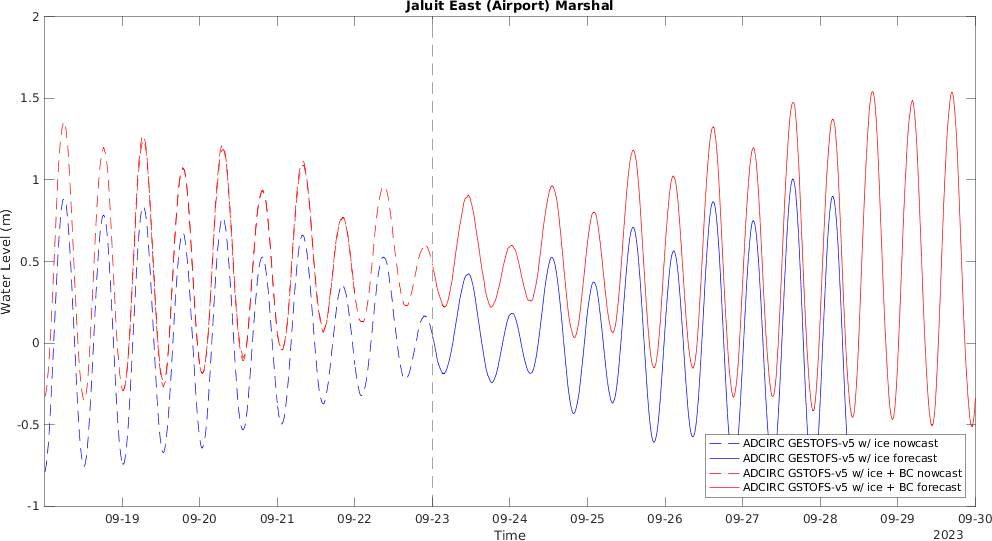 Jaluit East (Airport) Marshal
2
1.5
1
0.5
0
-0.5
-1
Water Level (m)
ADCIRC GESTOFS-v5 w/ ice nowcast
ADCIRC GESTOFS-v5 w/ ice forecast
ADCIRC GSTOFS-v5 w/ ice + BC nowcast
ADCIRC GSTOFS-v5 w/ ice + BC forecast
09-19 09-20 09-21 09-22 09-23 09-24 09-25 09-26 09-27 09-28 09-29 09-30
Time
2023